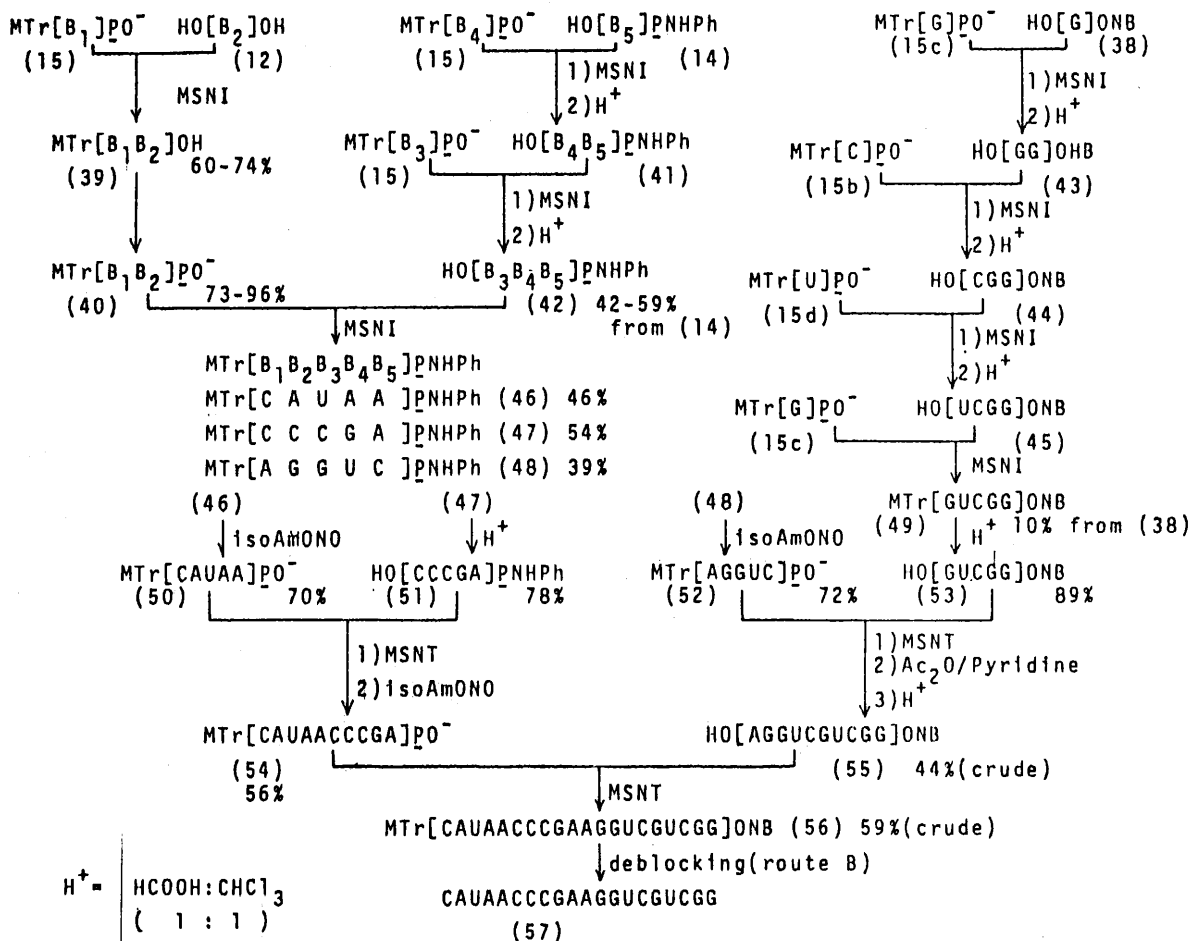 MTr[B1]PO- HO[B2]OH MTr[B4]PO- HO[B5]PNHPh MTr[G]PO- HO[G]ONB
(15) (12) (15) (14) (15c) (38)
MSNI 1)MSNI 1)MSNI
2)H+ 2)H+
MTr[B1B2]OH MTr[B3]PO- HO[B4B5]PNHPh MTr[C]PO- HO[GG]OHB
(39) 60-74% (15) (41) (15b) (43)
1)MSNI 1)MSNI
2)H+ 2)H+
MTr[B1B2]PO- HO[B3B4B5]PNHPh MTr[U]PO- HO[CGG]ONB
(40) 73-96% (42) 42-59% (15d) (44)
from (14)
MSNI 1)MSNI
2)H+
MTr[B1B2B3B4B5]PNHPh
MTr[C A U A A ]PNHPh (46) 46% MTr[G]PO- HO[UCGG]ONB
MTr[C C C G A ]PNHPh (47) 54% (15c) (45)
MTr[A G G U C ]PNHPh (48) 39% MSNI
(46) (47) (48) MTr[GUCGG]ONB
(49) 10% from (38)
isoAmONO H+ isoAmONO H+
MTr[CAUAA]PO- HO[CCCGA]PNHPh MTr[AGGUC]PO- HO[GUCGG]ONB
(50) 70% (51) 78% (52) 72% (53) 89%
1)MSNT 1)MSNT
2)isoAmONO 2)Ac2O/Pyridine
3)H+
MTr[CAUAACCCGA]PO- HO[AGGUCGUCGG]ONB
(54) (55) 44%(crude)
56%
MSNT
MTr[CAUAACCCGAAGGUCGUCGG]ONB (56) 59%(crude)
deblocking(route B)
H+= HCOOH:CHCl3 CAUAACCCGAAGGUCGUCGG
( 1 : 1 ) (57)